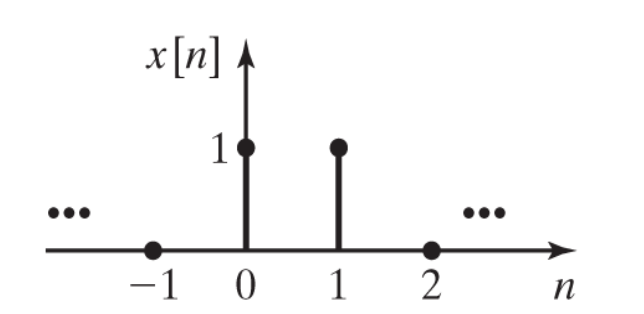 x[n]
1
••• •••
−1 0 1 2 n